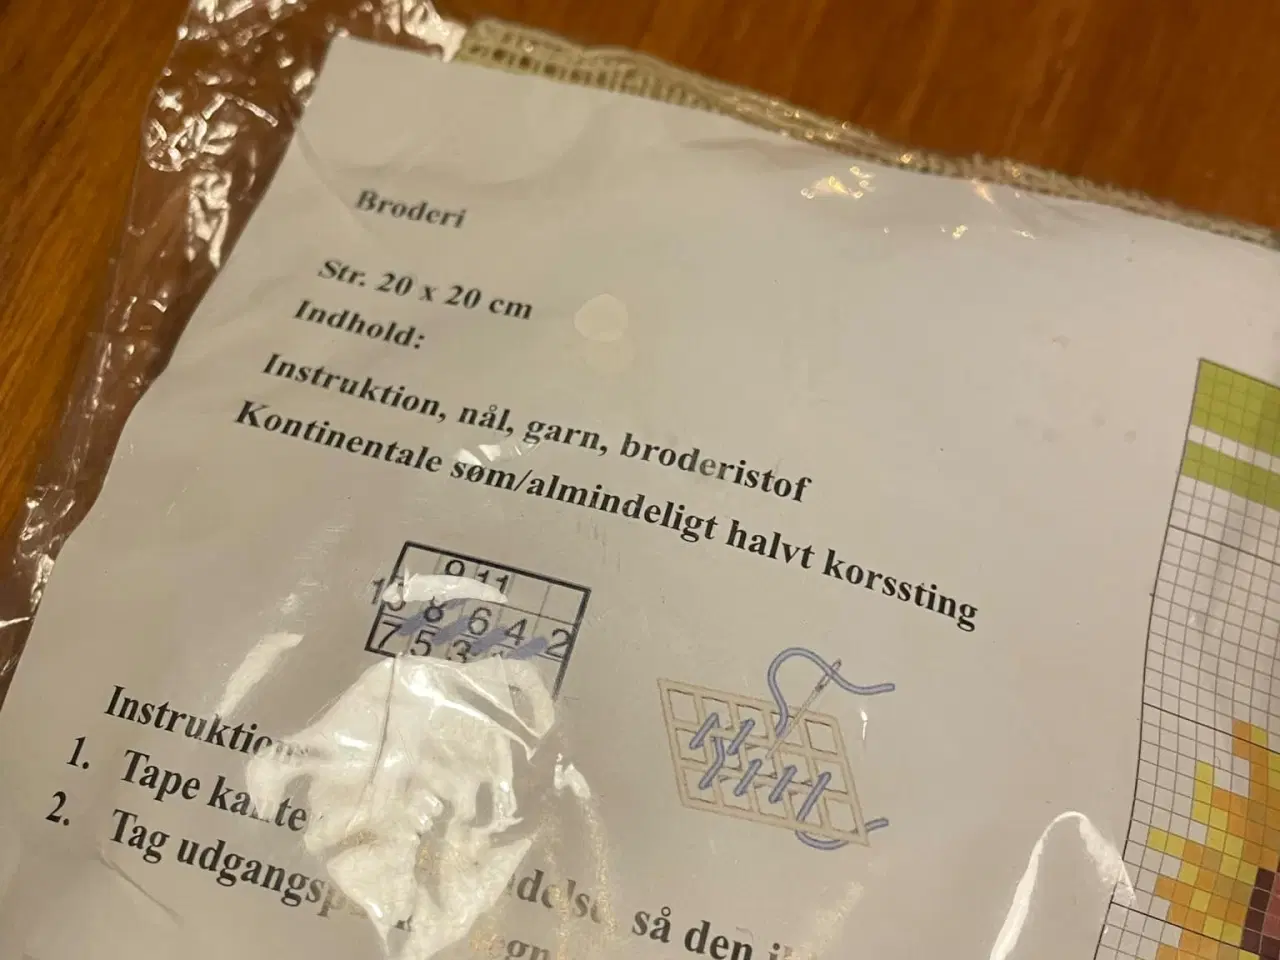 Broderi
Str. 20 x 20 cm
Indhold:
Instruktion, nål, garn, broderistof
Kontinentale søm/almindeligt halvt korssting
9 11
8 6 4 2
7 5 3
1. Tape
2. Tag
så den